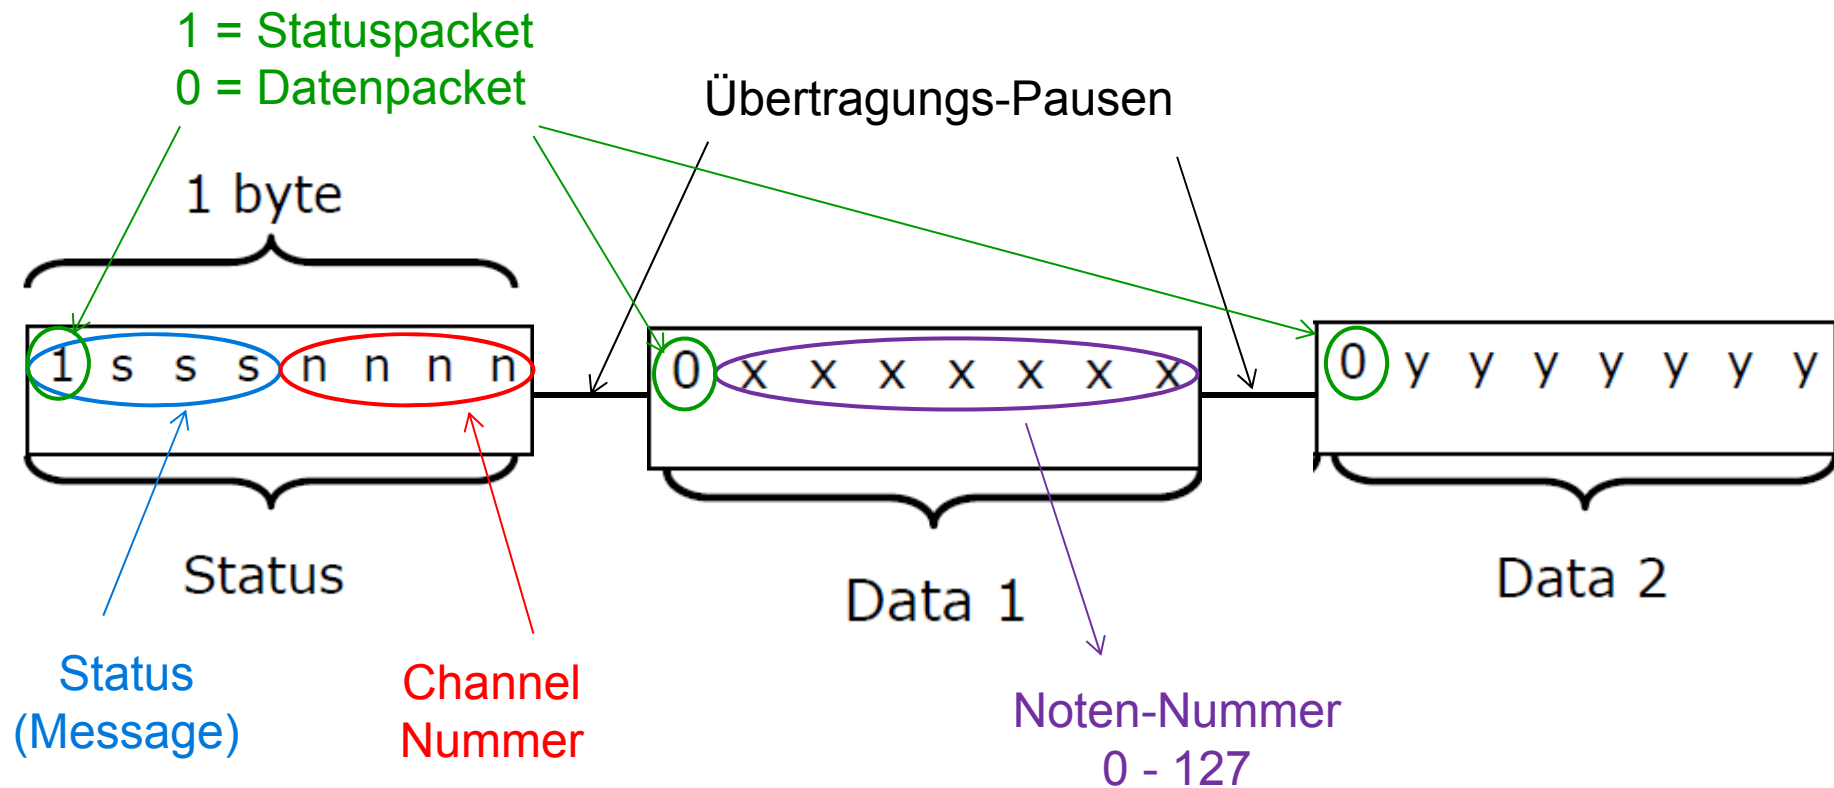 1 = Statuspacket
0 = Datenpacket
Übertragungs-Pausen
1 byte
1 s s s n n n n
0 x x x x x x x
0 y y y y y y y
Status
Data 1
Data 2
Status
(Message)
Channel
Nummer
Noten-Nummer
0 - 127